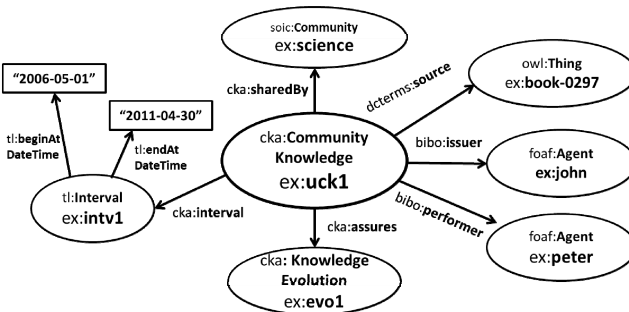 soic:Community
ex:science
"2006-05-01"
"2011-04-30"
cka:sharedBy
dcterms:source
owl:Thing
ex:book-0297
tl:beginAt
DateTime
tl:endAt
DateTime
cka:Community
Knowledge
ex:uck1
bibo:issuer
foaf:Agent
ex:john
tl:Interval
ex:intv1
cka:interval
cka:assures
bibo:performer
foaf:Agent
ex:peter
cka: Knowledge
Evolution
ex:evo1